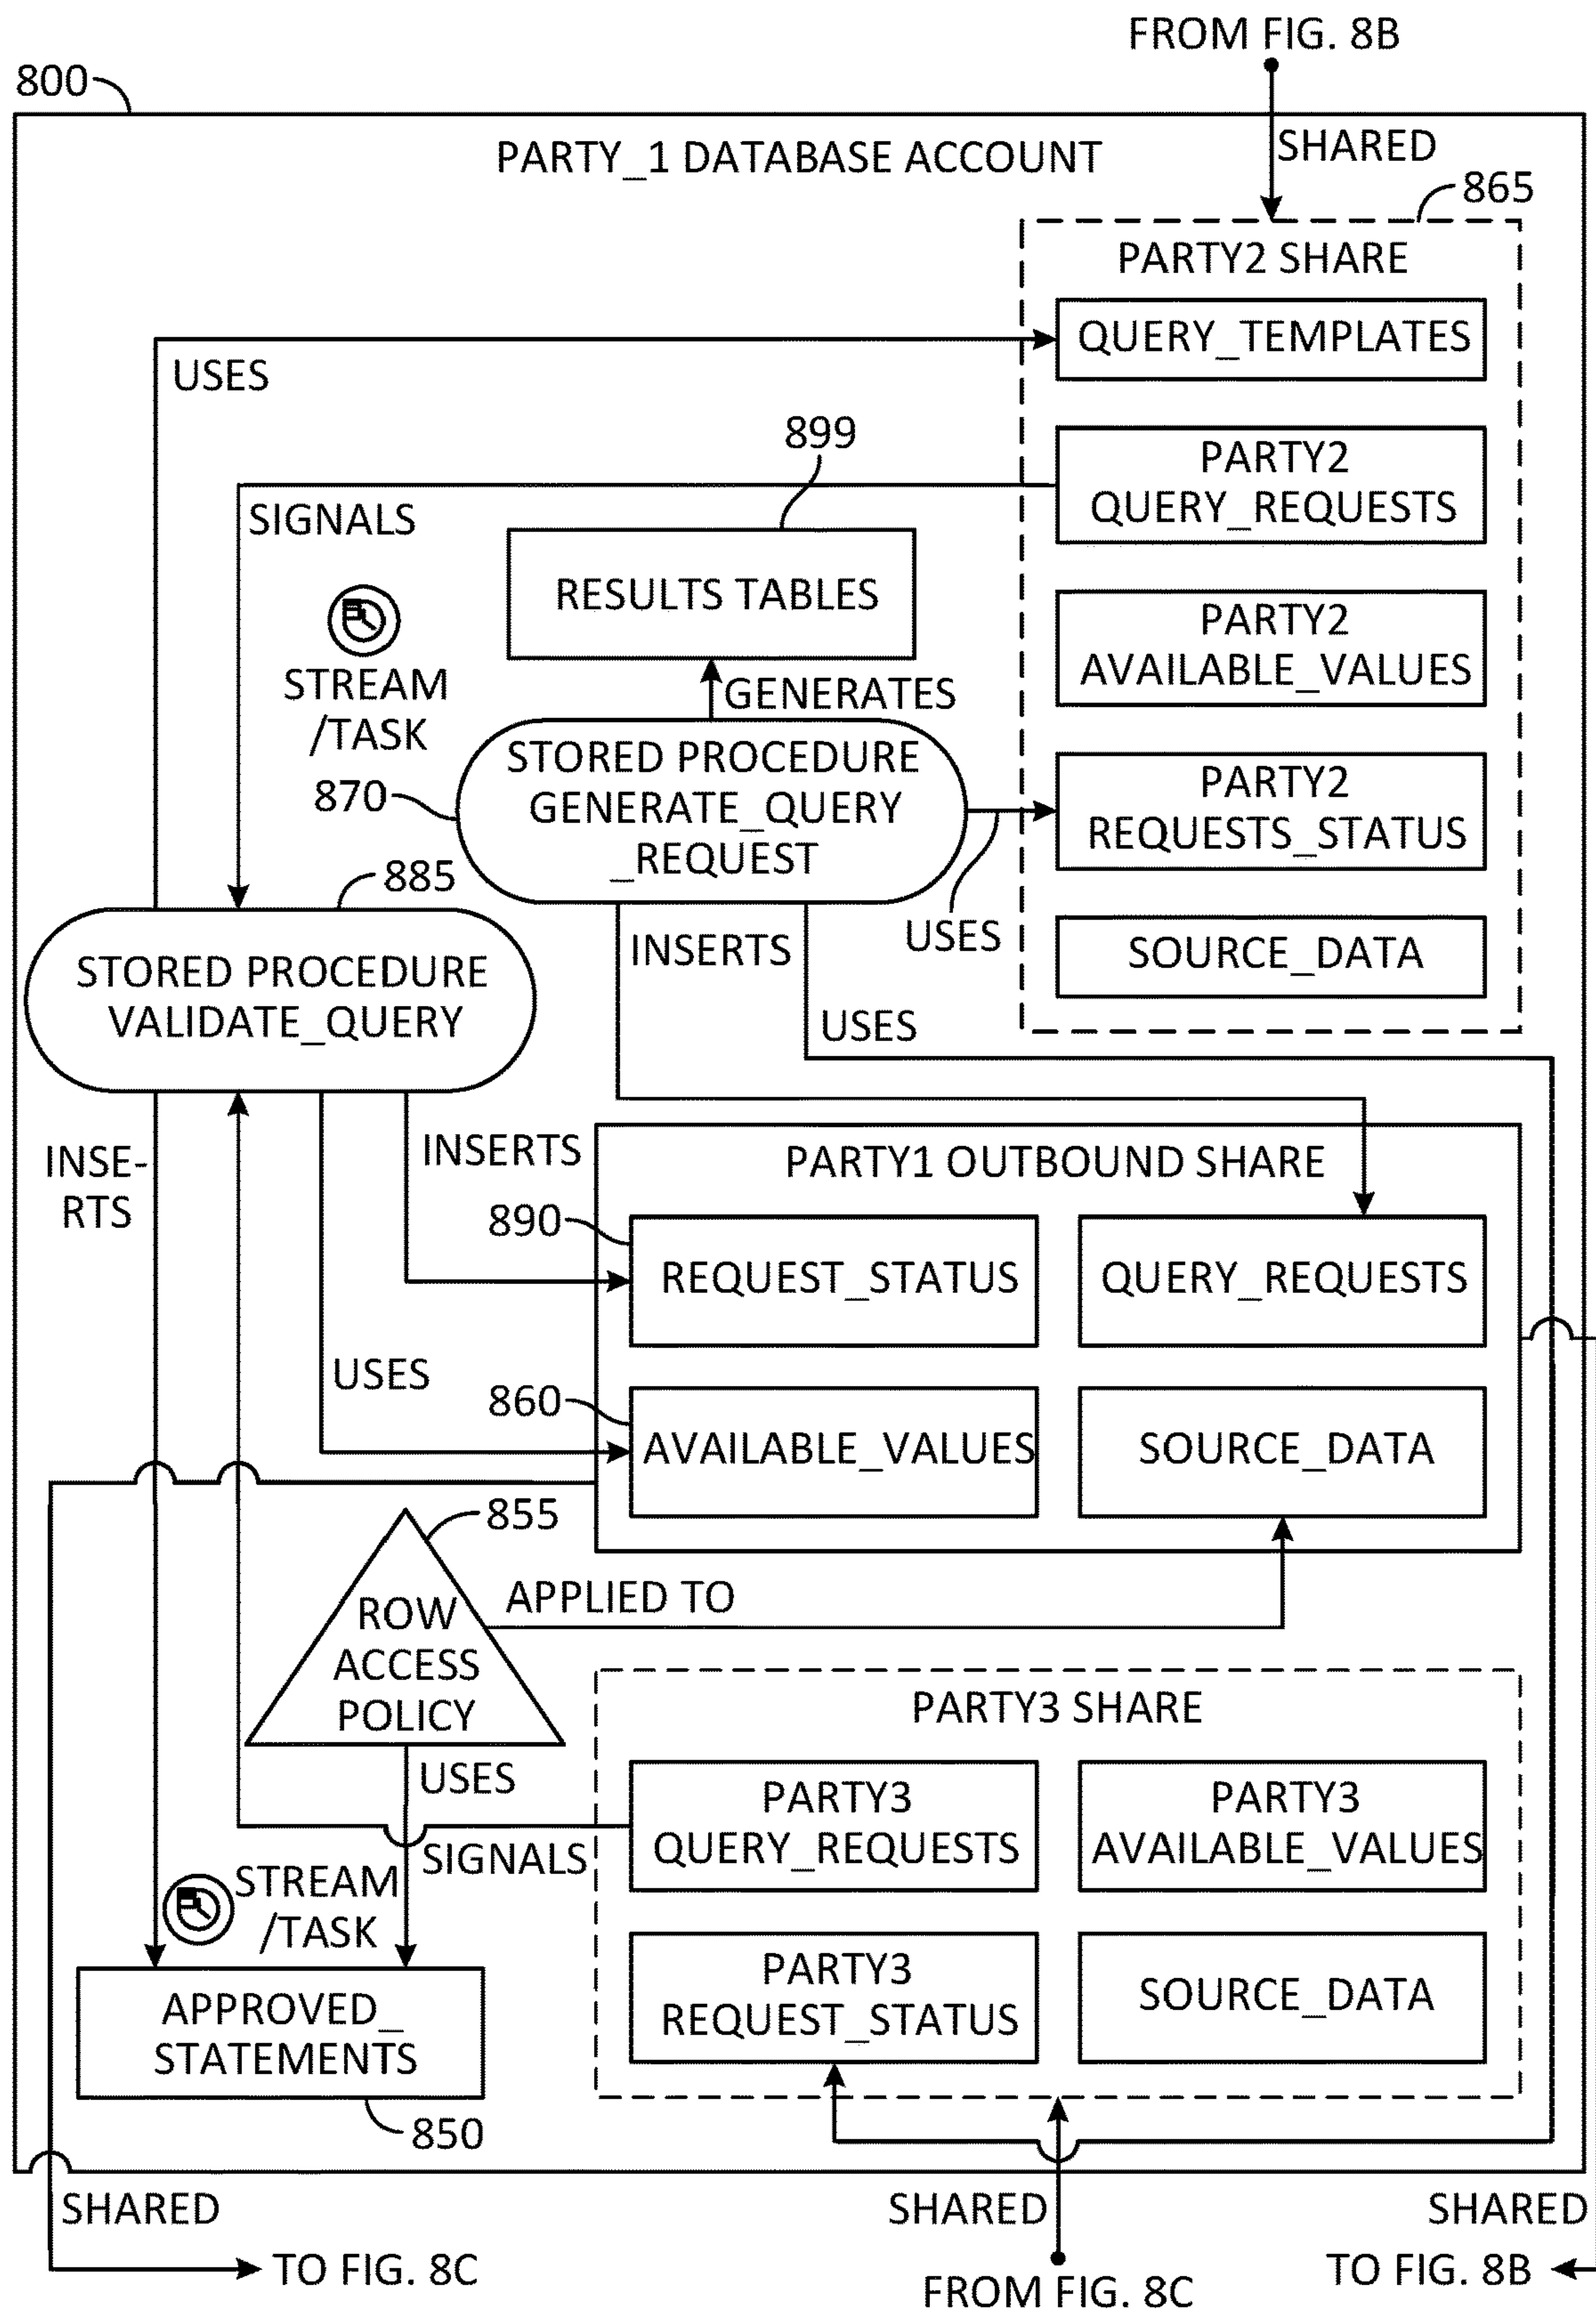 FROM FIG. 8B
800
PARTY_1 DATABASE ACCOUNT
SHARED
865
PARTY2 SHARE
QUERY_TEMPLATES
USES
899
PARTY2
QUERY_REQUESTS
SIGNALS
RESULTS TABLES
PARTY2
AVAILABLE_VALUES
STREAM
/TASK
GENERATES
STORED PROCEDURE
GENERATE_QUERY
_REQUEST
870
PARTY2
REQUESTS_STATUS
885
USES
INSERTS
SOURCE_DATA
STORED PROCEDURE
VALIDATE_QUERY
USES
INSE-
RTS
INSERTS
PARTY1 OUTBOUND SHARE
890
REQUEST_STATUS
QUERY_REQUESTS
USES
860
AVAILABLE_VALUES
SOURCE_DATA
855
ROW
ACCESS
POLICY
APPLIED TO
PARTY3 SHARE
USES
PARTY3
QUERY_REQUESTS
PARTY3
AVAILABLE_VALUES
SIGNALS
STREAM
/TASK
PARTY3
REQUEST_STATUS
SOURCE_DATA
APPROVED_
STATEMENTS
850
SHARED
SHARED
SHARED
TO FIG. 8C
FROM FIG. 8C
TO FIG. 8B